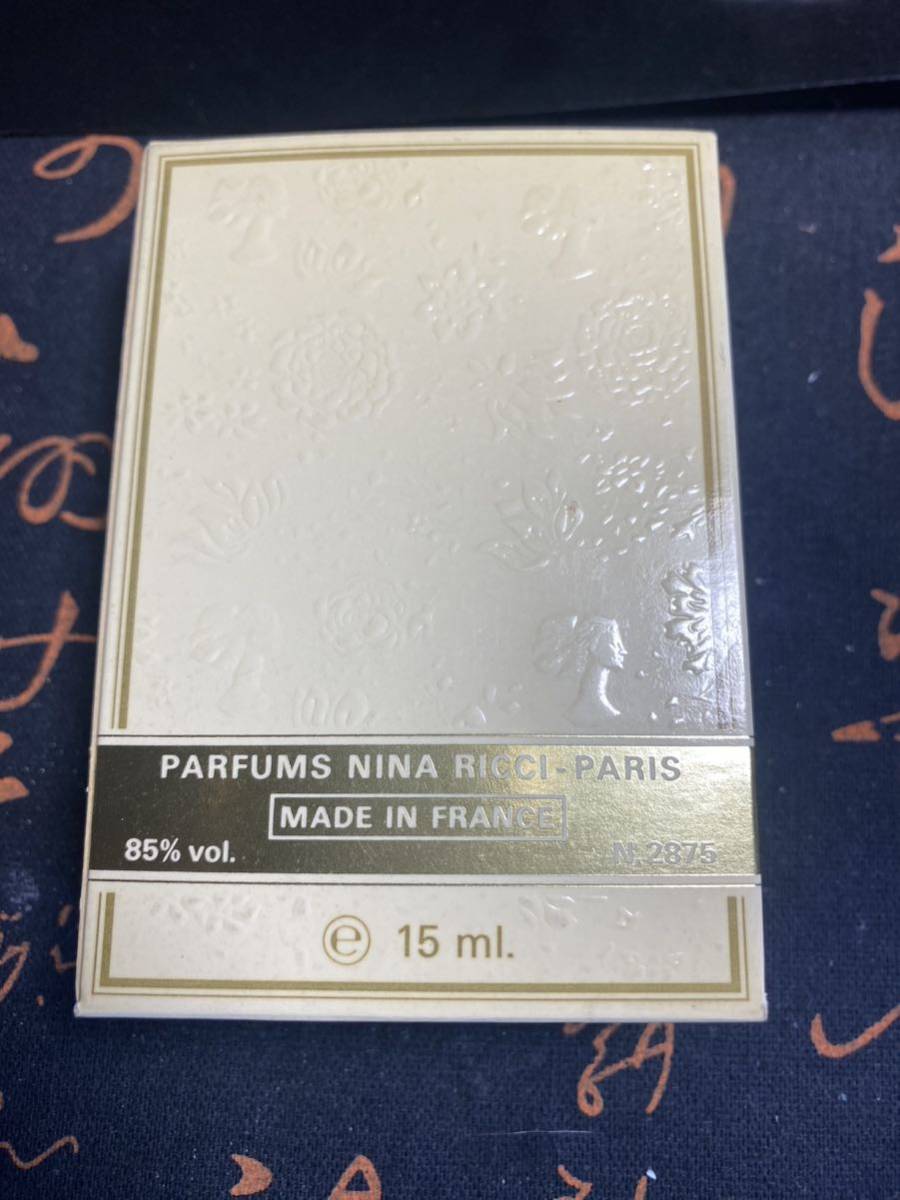 PARFUMS NINA RICCI-PARIS
MADE IN FRANCE
85% vol.
N. 2875
e 15 ml.